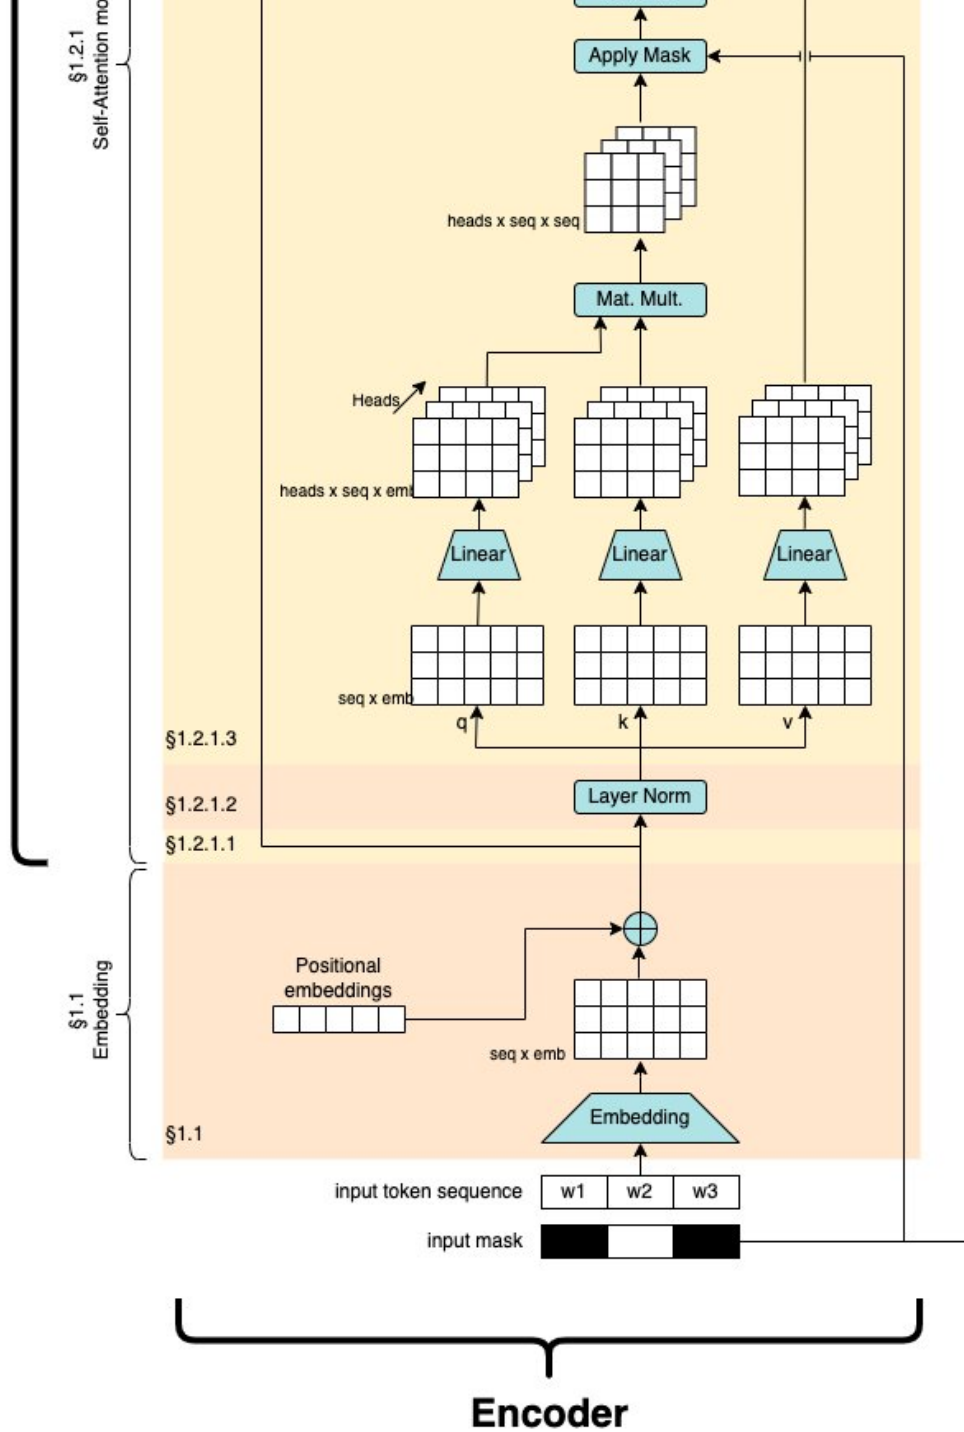 §1.2.1
Self-Attention mo
Apply Mask
heads x seq x seq
Mat. Mult.
Heads
heads x seq x emb
Linear
Linear
Linear
seq x emb
q
k
v
§1.2.1.3
Layer Norm
§1.2.1.2
§1.2.1.1
§1.1
Embedding
Positional
embeddings
seq x emb
Embedding
§1.1
input token sequence
w1
w2
w3
input mask
Encoder